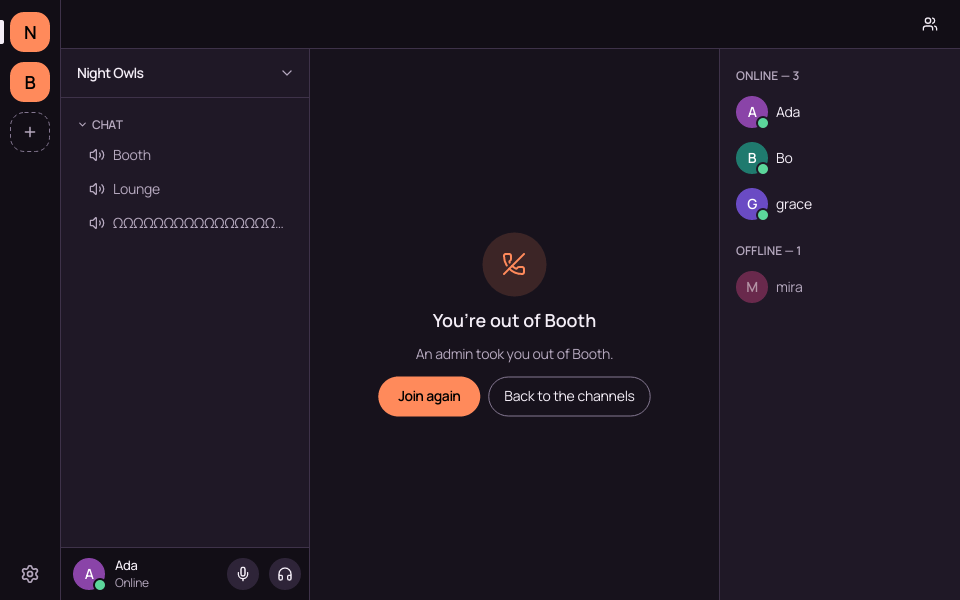 N
B
Night Owls
CHAT
Booth
Lounge
ΩΩΩΩΩΩΩΩΩΩΩΩΩΩΩΩ...
You're out of Booth
An admin took you out of Booth.
Join again
Back to the channels
ONLINE — 3
A Ada
B Bo
G grace
OFFLINE — 1
M mira
A Ada
Online